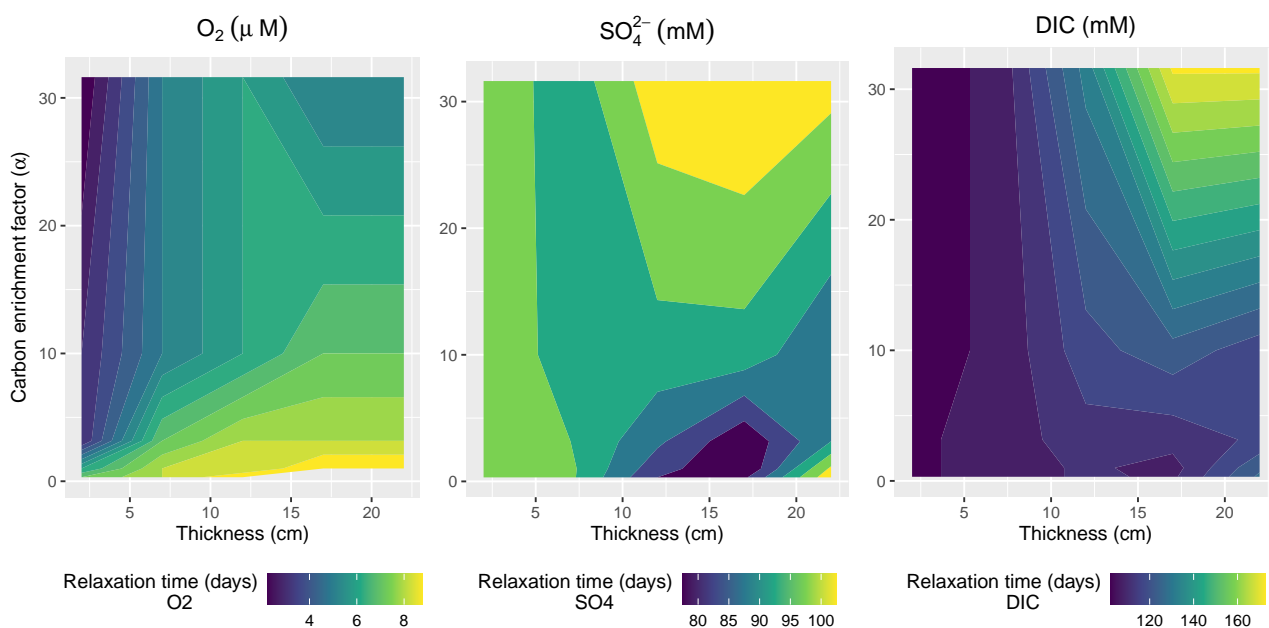 O₂ (μ M)
SO₄²⁻ (mM)
DIC (mM)
Carbon enrichment factor (α)
30
20
10
0
5
10
15
20
Thickness (cm)
30
20
10
0
5
10
15
20
Thickness (cm)
30
20
10
0
5
10
15
20
Thickness (cm)
Relaxation time (days)
O2
4 6 8
Relaxation time (days)
SO4
80 85 90 95 100
Relaxation time (days)
DIC
120 140 160